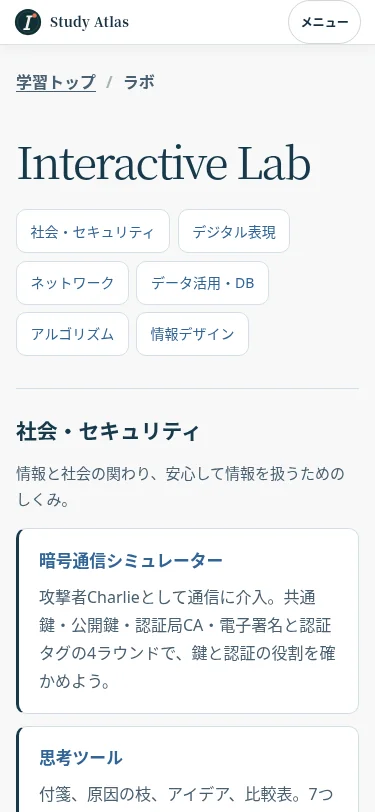 I Study Atlas メニュー
学習トップ / ラボ
Interactive Lab
社会・セキュリティ デジタル表現
ネットワーク データ活用・DB
アルゴリズム 情報デザイン
社会・セキュリティ
情報と社会の関わり、安心して情報を扱うための
しくみ。
暗号通信シミュレーター
攻撃者Charlieとして通信に介入。共通
鍵・公開鍵・認証局CA・電子署名と認証
タグの4ラウンドで、鍵と認証の役割を確
かめよう。
思考ツール
付箋、原因の枝、アイデア、比較表。7つ